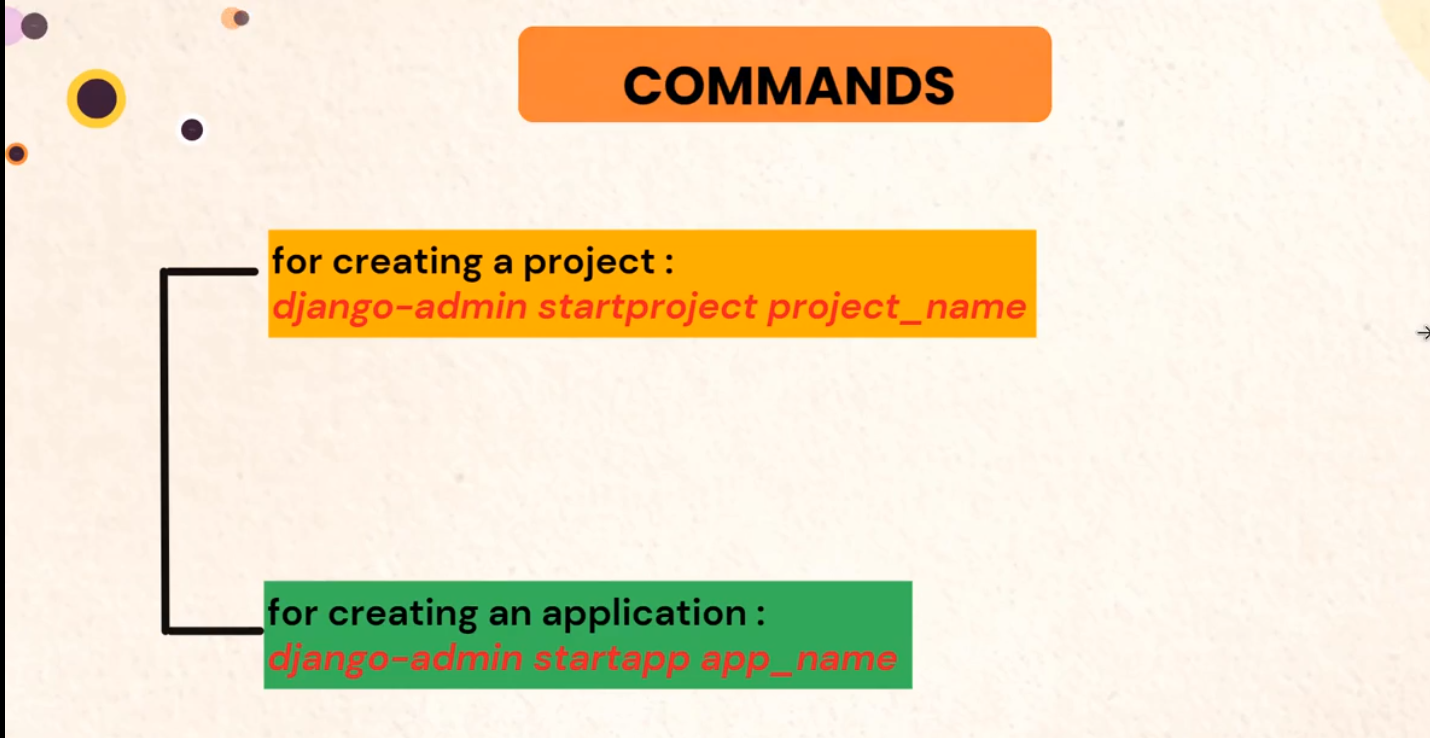 COMMANDS
for creating a project :
django-admin startproject project_name
for creating an application :
django-admin startapp app_name